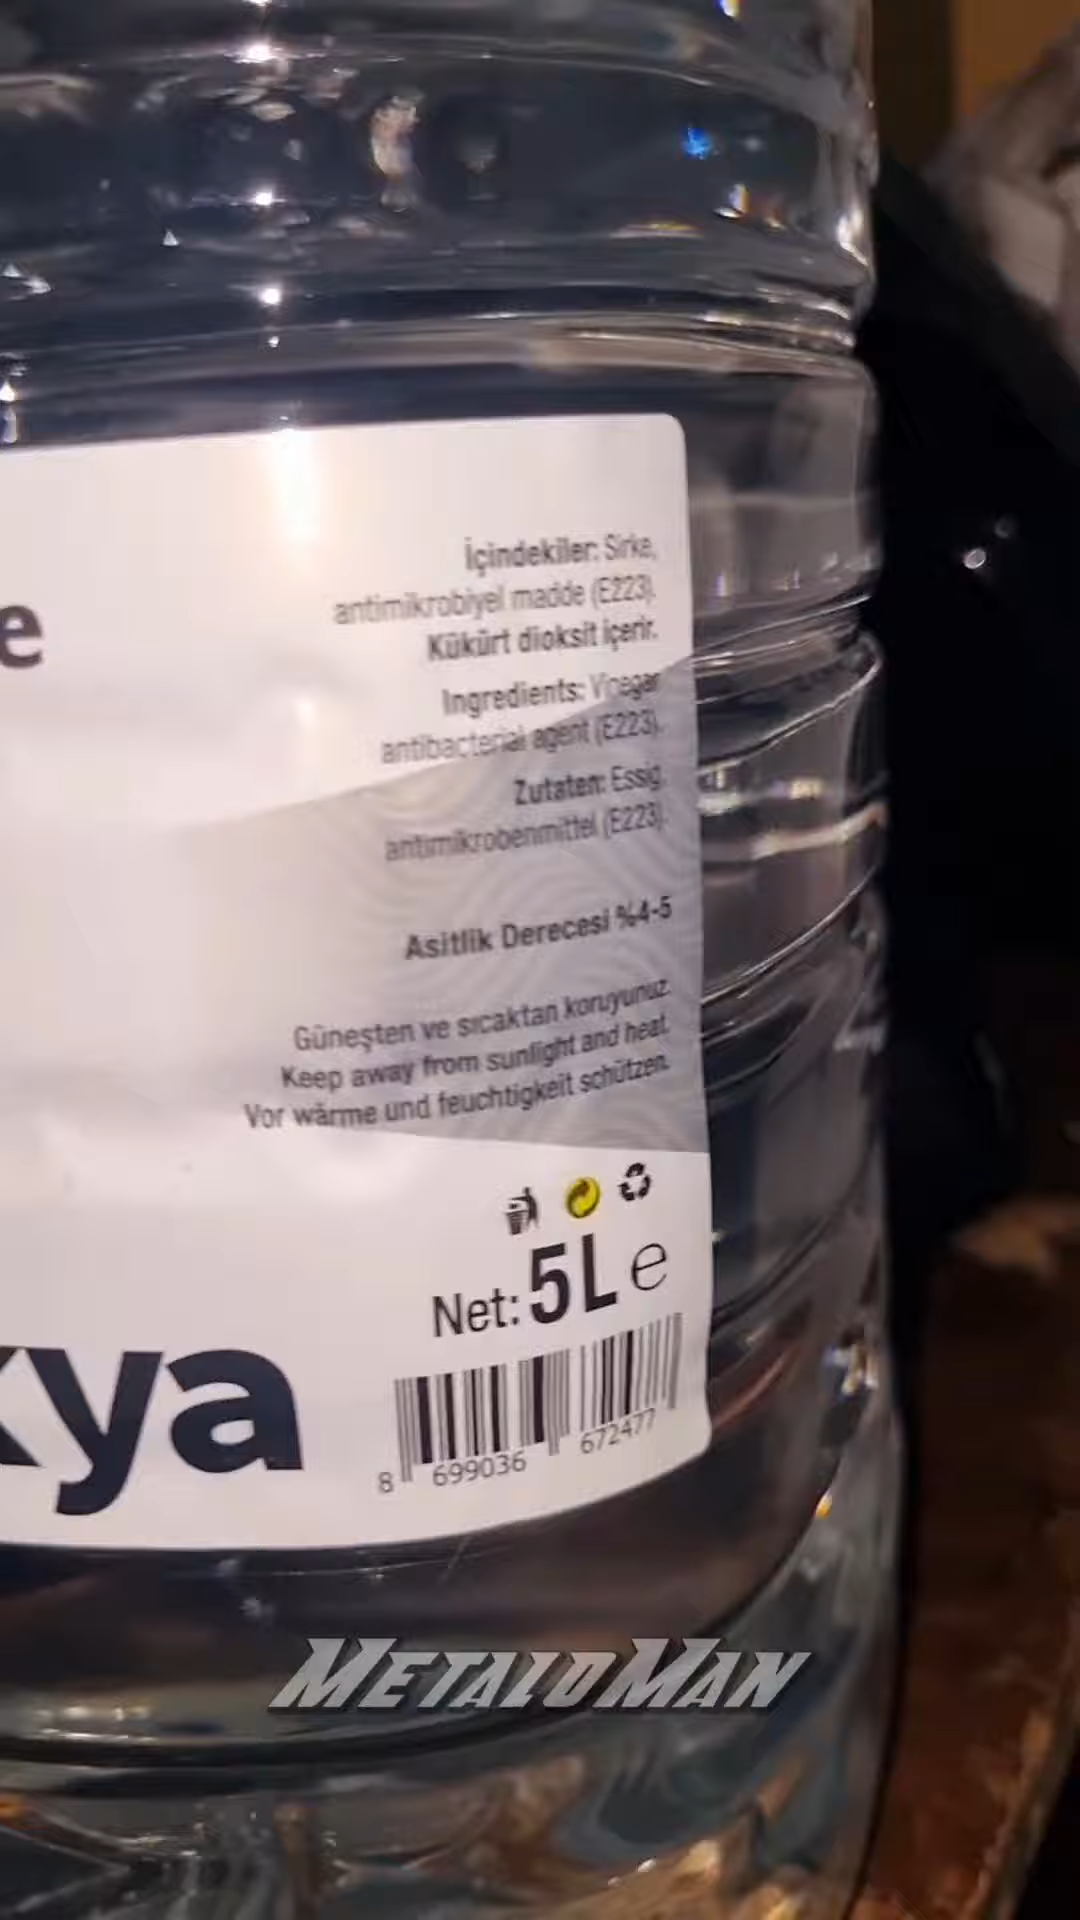 e
İçindekiler: Sirke,
antimikrobiyel madde (E223).
Kükürt dioksit içerir.
Ingredients: Vinegar
antibacterial agent (E223).
Zutaten: Essig,
antimikrobenmittel (E223).
Asitlik Derecesi %4-5
Güneşten ve sıcaktan koruyunuz.
Keep away from sunlight and heat.
Vor wärme und feuchtigkeit schützen.
Net: 5L e
kya
8 699036 672477
METALOMAN